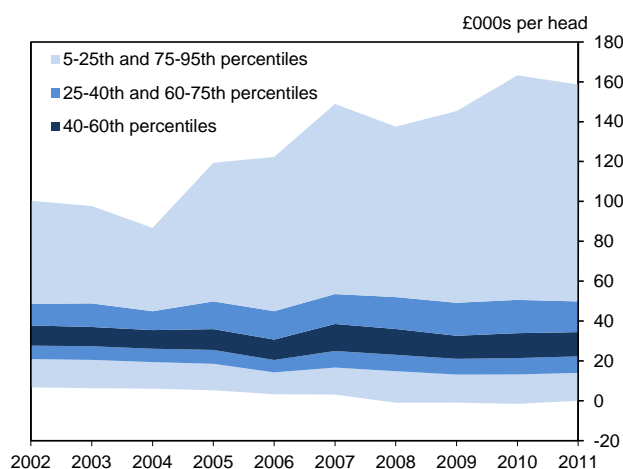 £000s per head
5-25th and 75-95th percentiles
25-40th and 60-75th percentiles
40-60th percentiles
180
160
140
120
100
80
60
40
20
0
-20
2002 2003 2004 2005 2006 2007 2008 2009 2010 2011